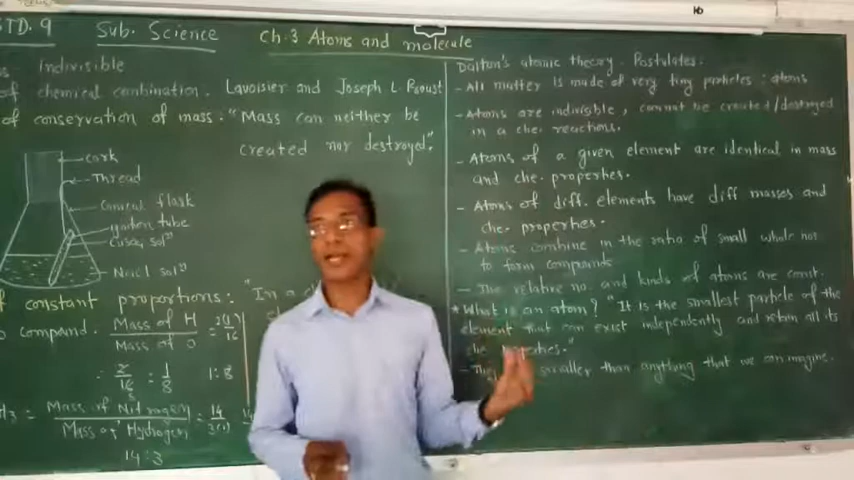 STD. 9 Sub. Science Ch:3 Atoms and molecule
Indivisible
of chemical combination. Lavoisier and Joseph L Proust
of conservation of mass: "Mass can neither be
created nor destroyed".
cork
Thread
Conical flask
Ignition tube
CuSO4 solⁿ
solⁿ
of constant proportions: "In a
Mass of H
Mass of O
= 2(1)
16
= 2
16
: 1
8
1:8
= Mass of Nitrogen
Mass of Hydrogen
= 14
3(1)
14:3
Dalton's atomic theory. Postulates:
- All matter is made of very tiny particles: atoms
- Atoms are indivisible, cannot be created/destroyed
in a che. reactions.
- Atoms of a given element are identical in mass
and che. properties.
- Atoms of diff. elements have diff masses and
che. properties.
- Atoms combine in the ratio of small whole no.
to form compounds
- The relative no. and kinds of atoms are const.
* What is an atom? "It is the smallest particle of the
element that can exist independently and retain all its
che properties."
smaller than anything that we can imagine.